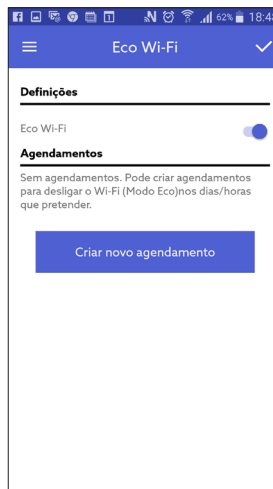 62% 18:48
Eco Wi-Fi
Definições
Eco Wi-Fi
Agendamentos
Sem agendamentos. Pode criar agendamentos
para desligar o Wi-Fi (Modo Eco)nos dias/horas
que pretender.
Criar novo agendamento